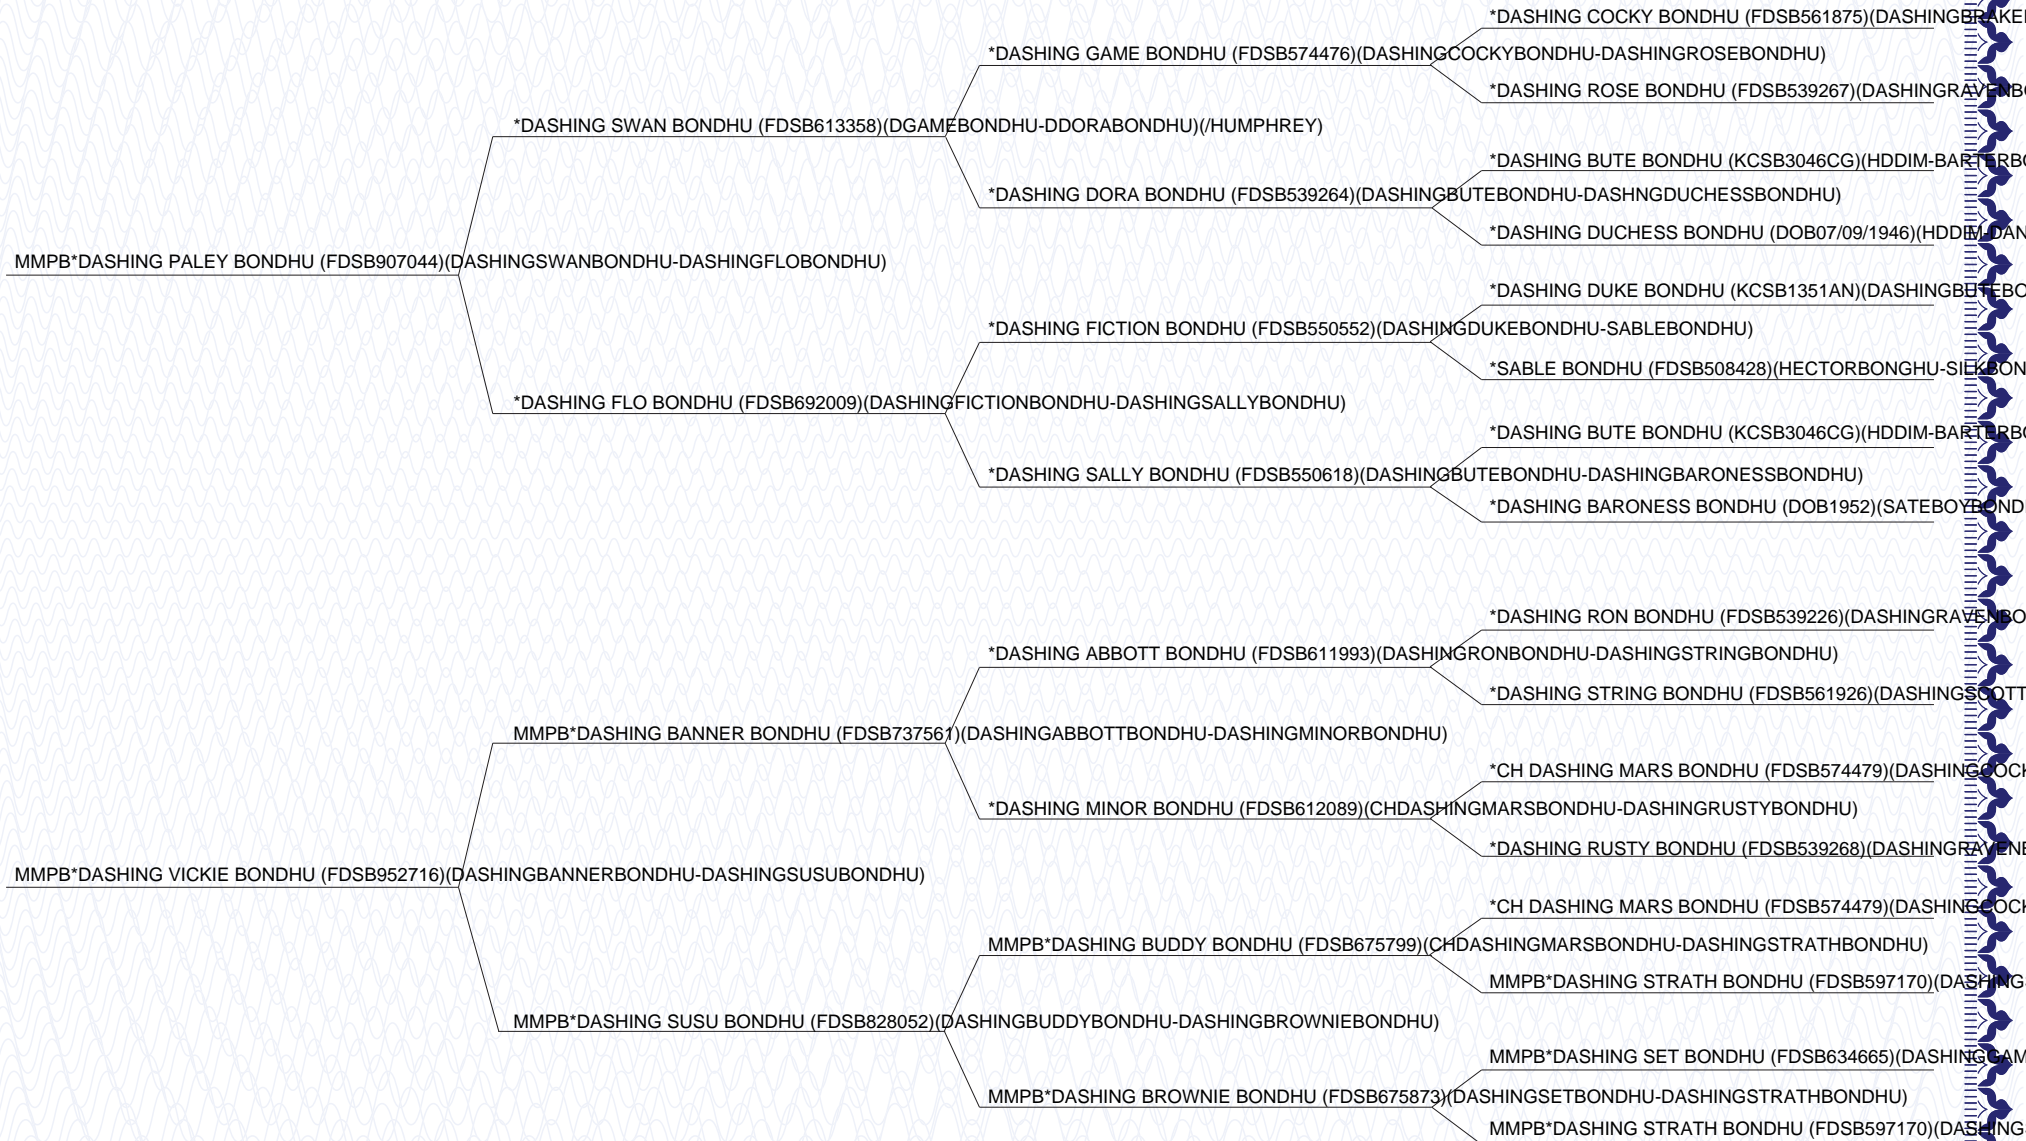 *DASHING COCKY BONDHU (FDSB561875)(DASHINGBRAKE
*DASHING GAME BONDHU (FDSB574476)(DASHINGCOCKYBONDHU-DASHINGROSEBONDHU)
*DASHING ROSE BONDHU (FDSB539267)(DASHINGRAVENB
*DASHING SWAN BONDHU (FDSB613358)(DGAMEBONDHU-DDORABONDHU)(/HUMPHREY)
*DASHING BUTE BONDHU (KCSB3046CG)(HDDIM-BARTERB
*DASHING DORA BONDHU (FDSB539264)(DASHINGBUTEBONDHU-DASHNGDUCHESSBONDHU)
*DASHING DUCHESS BONDHU (DOB07/09/1946)(HDDIM-DAN
MMPB*DASHING PALEY BONDHU (FDSB907044)(DASHINGSWANBONDHU-DASHINGFLOBONDHU)
*DASHING DUKE BONDHU (KCSB1351AN)(DASHINGBUTEBO
*DASHING FICTION BONDHU (FDSB550552)(DASHINGDUKEBONDHU-SABLEBONDHU)
*SABLE BONDHU (FDSB508428)(HECTORBONGHU-SILKBON
*DASHING FLO BONDHU (FDSB692009)(DASHINGFICTIONBONDHU-DASHINGSALLYBONDHU)
*DASHING BUTE BONDHU (KCSB3046CG)(HDDIM-BARTERB
*DASHING SALLY BONDHU (FDSB550618)(DASHINGBUTEBONDHU-DASHINGBARONESSBONDHU)
*DASHING BARONESS BONDHU (DOB1952)(SATEBOYBOND
*DASHING RON BONDHU (FDSB539226)(DASHINGRAVENBO
*DASHING ABBOTT BONDHU (FDSB611993)(DASHINGRONBONDHU-DASHINGSTRINGBONDHU)
*DASHING STRING BONDHU (FDSB561926)(DASHINGSCOTT
MMPB*DASHING BANNER BONDHU (FDSB737561)(DASHINGABBOTTBONDHU-DASHINGMINORBONDHU)
*CH DASHING MARS BONDHU (FDSB574479)(DASHINGCOCK
*DASHING MINOR BONDHU (FDSB612089)(CHDASHINGMARSBONDHU-DASHINGRUSTYBONDHU)
*DASHING RUSTY BONDHU (FDSB539268)(DASHINGRAVEN
MMPB*DASHING VICKIE BONDHU (FDSB952716)(DASHINGBANNERBONDHU-DASHINGSUSUBONDHU)
*CH DASHING MARS BONDHU (FDSB574479)(DASHINGCOCK
MMPB*DASHING BUDDY BONDHU (FDSB675799)(CHDASHINGMARSBONDHU-DASHINGSTRATHBONDHU)
MMPB*DASHING STRATH BONDHU (FDSB597170)(DASHING
MMPB*DASHING SUSU BONDHU (FDSB828052)(DASHINGBUDDYBONDHU-DASHINGBROWNIEBONDHU)
MMPB*DASHING SET BONDHU (FDSB634665)(DASHINGGAM
MMPB*DASHING BROWNIE BONDHU (FDSB675873)(DASHINGSETBONDHU-DASHINGSTRATHBONDHU)
MMPB*DASHING STRATH BONDHU (FDSB597170)(DASHING